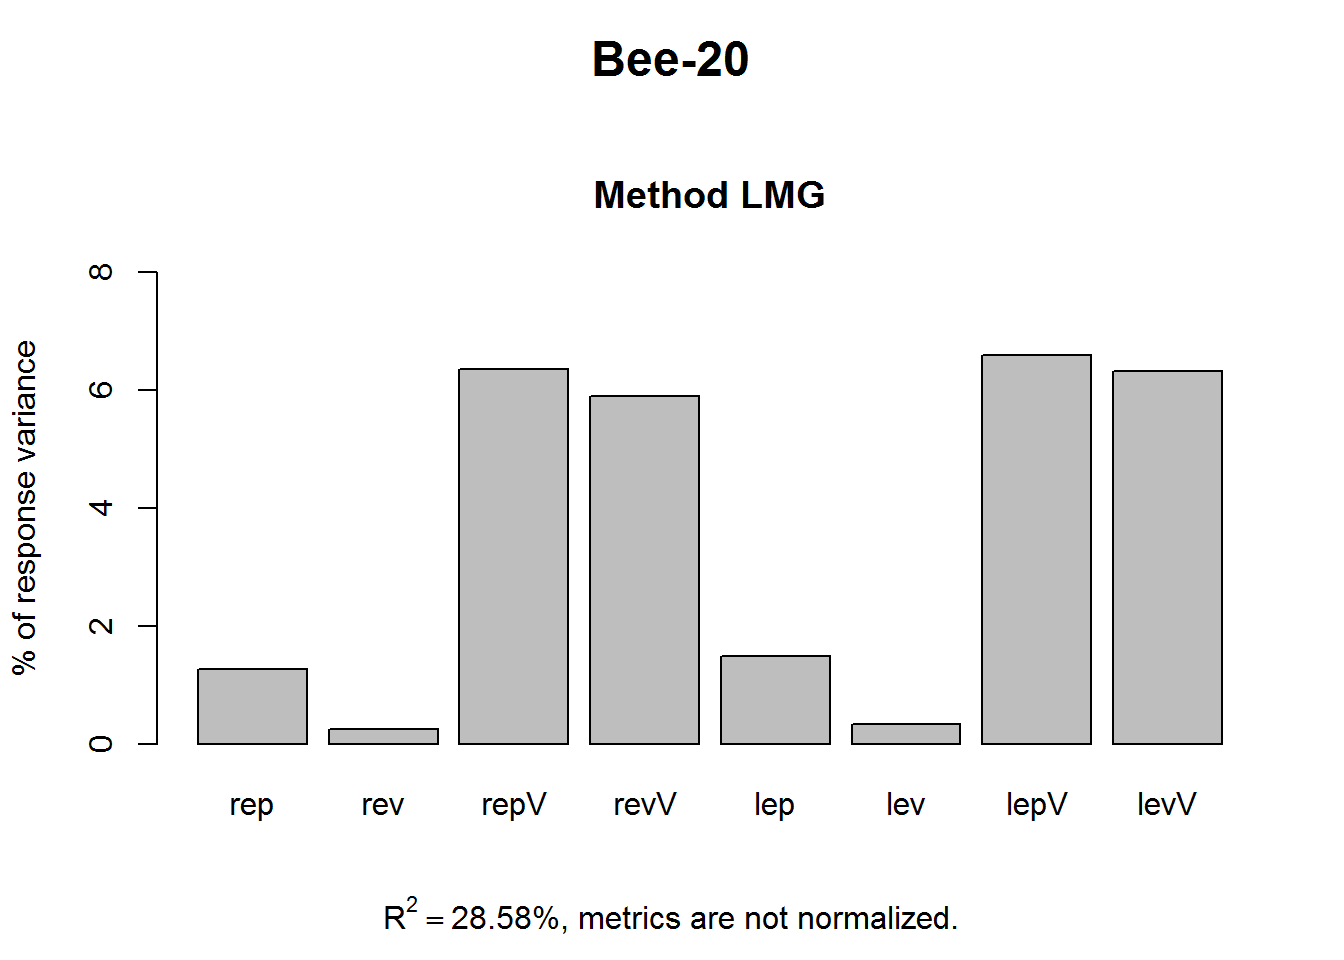 Bee-20
Method LMG
% of response variance
8
6
4
2
0
rep rev repV revV lep lev lepV levV
R² = 28.58%, metrics are not normalized.